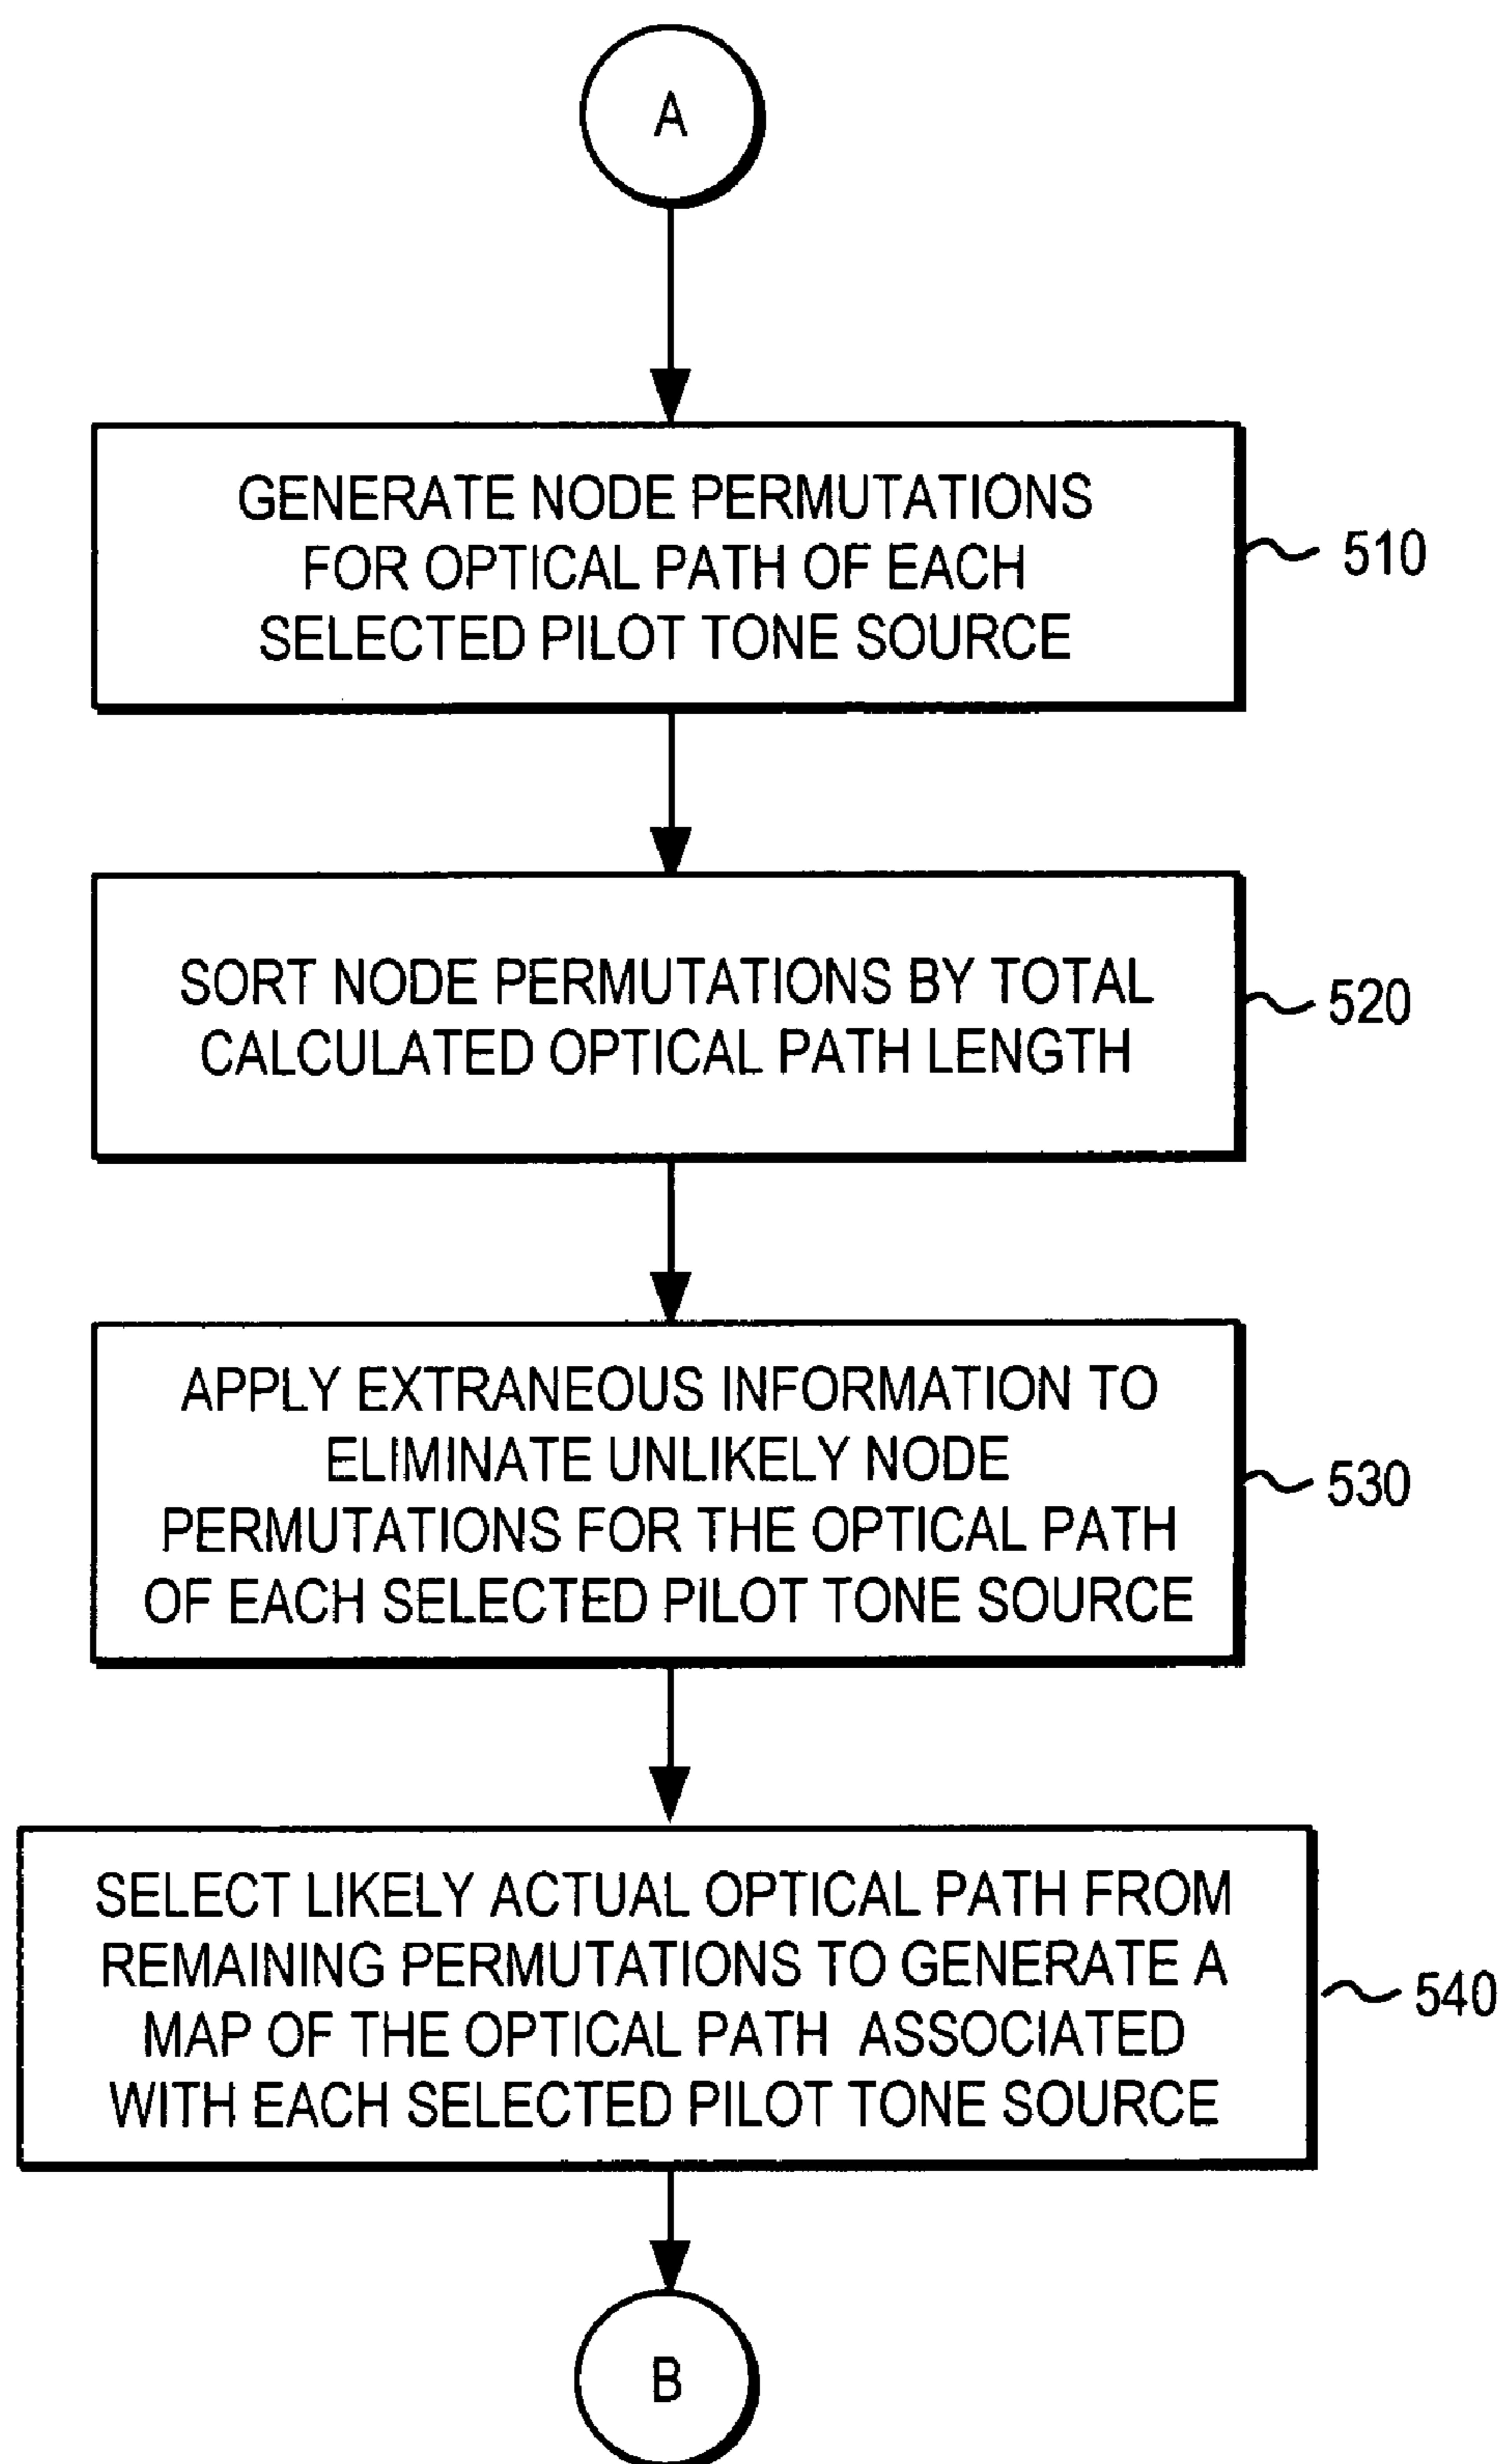 A
GENERATE NODE PERMUTATIONS
FOR OPTICAL PATH OF EACH
SELECTED PILOT TONE SOURCE
510
SORT NODE PERMUTATIONS BY TOTAL
CALCULATED OPTICAL PATH LENGTH
520
APPLY EXTRANEOUS INFORMATION TO
ELIMINATE UNLIKELY NODE
PERMUTATIONS FOR THE OPTICAL PATH
OF EACH SELECTED PILOT TONE SOURCE
530
SELECT LIKELY ACTUAL OPTICAL PATH FROM
REMAINING PERMUTATIONS TO GENERATE A
MAP OF THE OPTICAL PATH ASSOCIATED
WITH EACH SELECTED PILOT TONE SOURCE
540
B